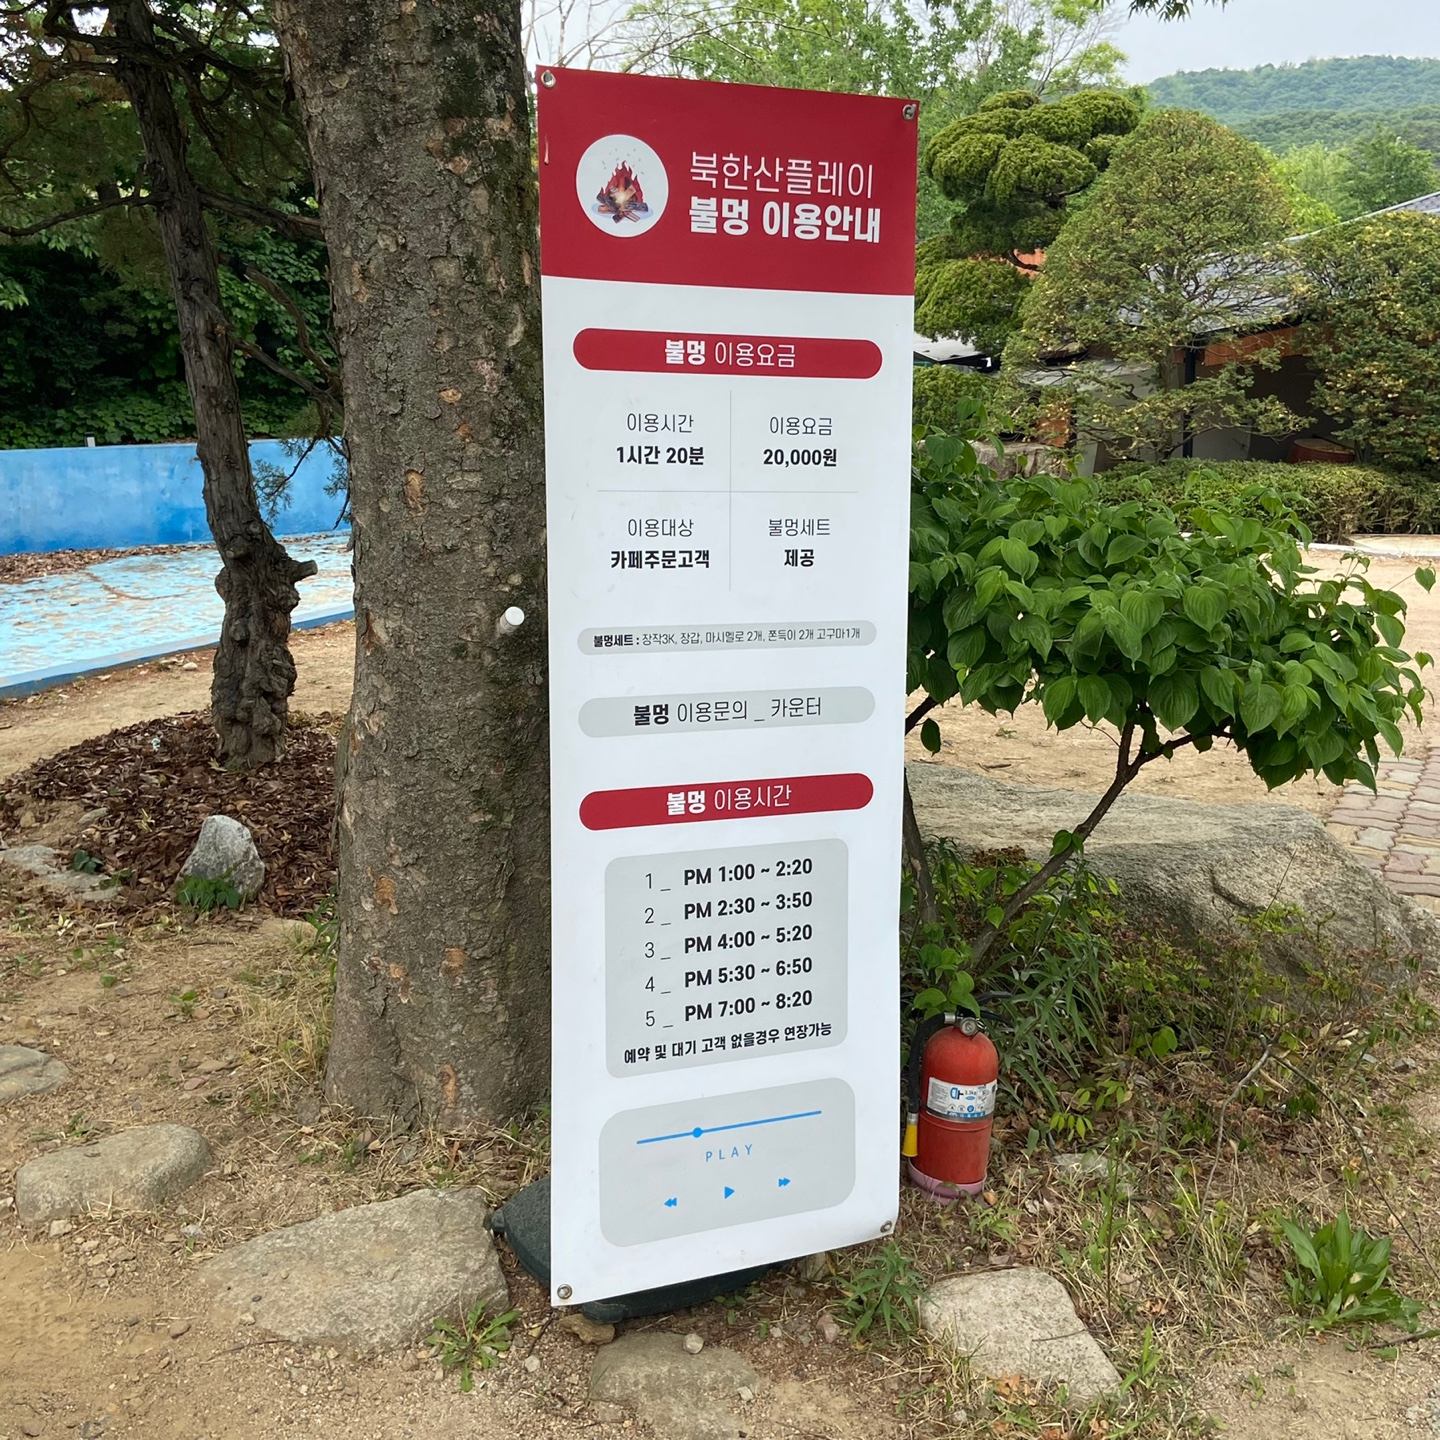 북한산플레이
불멍 이용안내
불멍 이용요금
이용시간
1시간 20분
이용요금
20,000원
이용대상
카페주문고객
불멍세트
제공
불멍세트 : 장작3K, 장갑, 마시멜로 2개, 쫀득이 2개 고구마1개
불멍 이용문의 _ 카운터
불멍 이용시간
1 _ PM 1:00 ~ 2:20
2 _ PM 2:30 ~ 3:50
3 _ PM 4:00 ~ 5:20
4 _ PM 5:30 ~ 6:50
5 _ PM 7:00 ~ 8:20
예약 및 대기 고객 없을경우 연장가능
PLAY